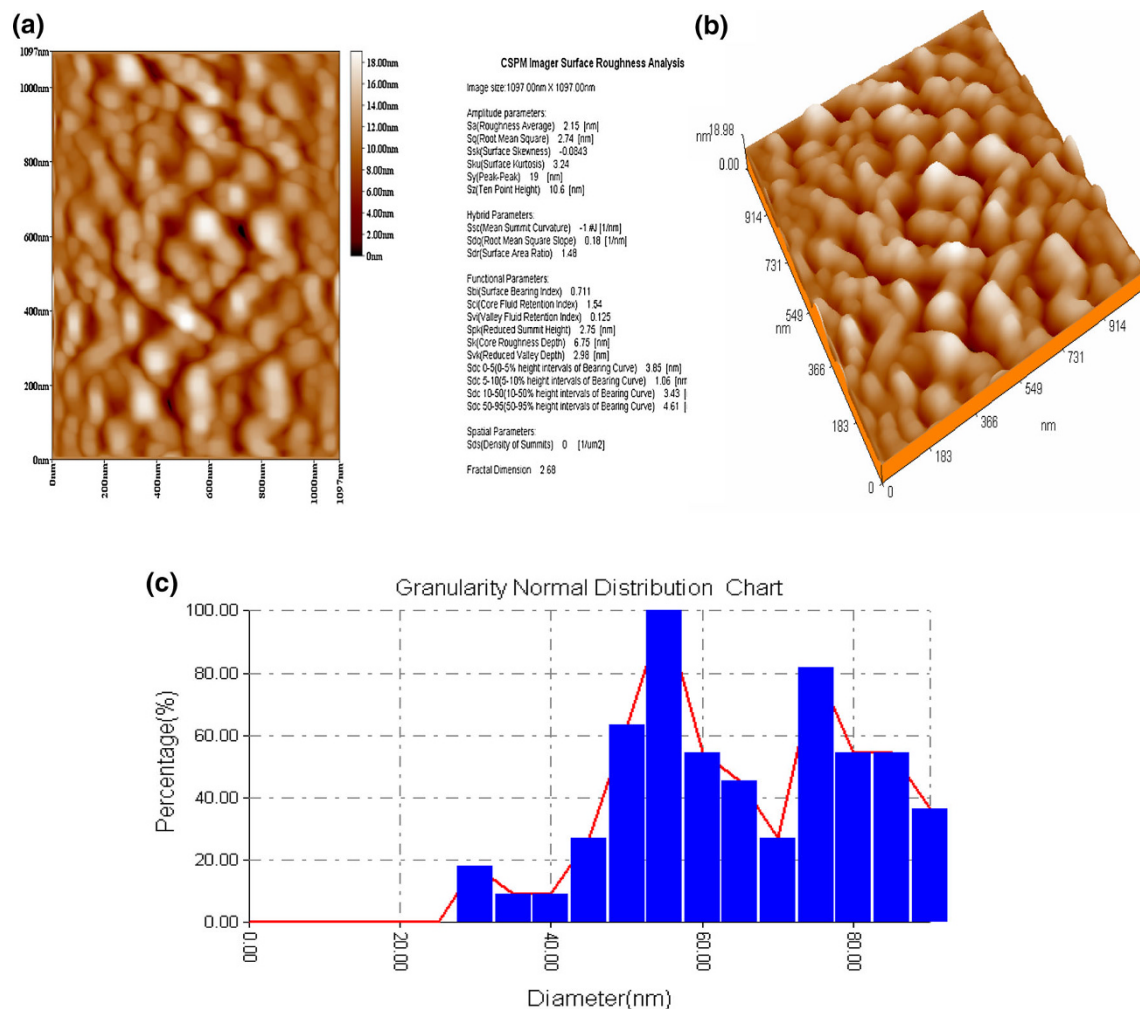 (a)
1097nm
1000nm
800nm
600nm
400nm
200nm
0nm
0nm
200nm
400nm
600nm
800nm
1000nm
1097nm
18.00nm
16.00nm
14.00nm
12.00nm
10.00nm
8.00nm
6.00nm
4.00nm
2.00nm
0nm
CSPM Imager Surface Roughness Analysis
Image size:1097.00nm X 1097.00nm
Amplitude parameters:
Sa(Roughness Average) 2.15 [nm]
Sq(Root Mean Square) 2.74 [nm]
Ssk(Surface Skewness) -0.0843
Sku(Surface Kurtosis) 3.24
Sy(Peak-Peak) 19 [nm]
Sz(Ten Point Height) 10.6 [nm]
Hybrid Parameters:
Ssc(Mean Summit Curvature) -1.#J [1/nm]
Sdq(Root Mean Square Slope) 0.18 [1/nm]
Sdr(Surface Area Ratio) 1.48
Functional Parameters:
Sbi(Surface Bearing Index) 0.711
Sci(Core Fluid Retention Index) 1.54
Svi(Valley Fluid Retention Index) 0.125
Spk(Reduced Summit Height) 2.75 [nm]
Sk(Core Roughness Depth) 6.75 [nm]
Svk(Reduced Valley Depth) 2.98 [nm]
Sdc 0-5(0-5% height intervals of Bearing Curve) 3.85 [nm]
Sdc 5-10(5-10% height intervals of Bearing Curve) 1.06 [nm
Sdc 10-50(10-50% height intervals of Bearing Curve) 3.43 [
Sdc 50-95(50-95% height intervals of Bearing Curve) 4.61 [
Spatial Parameters:
Sds(Density of Summits) 0 [1/um2]
Fractal Dimension 2.68
(b)
nm
18.98
0.00
914
731
549
nm
366
183
0
0
183
366
549
nm
731
914
(c)
Granularity Normal Distribution Chart
Percentage(%)
100.00
80.00
60.00
40.00
20.00
0.00
0.00
20.00
40.00
60.00
80.00
Diameter(nm)